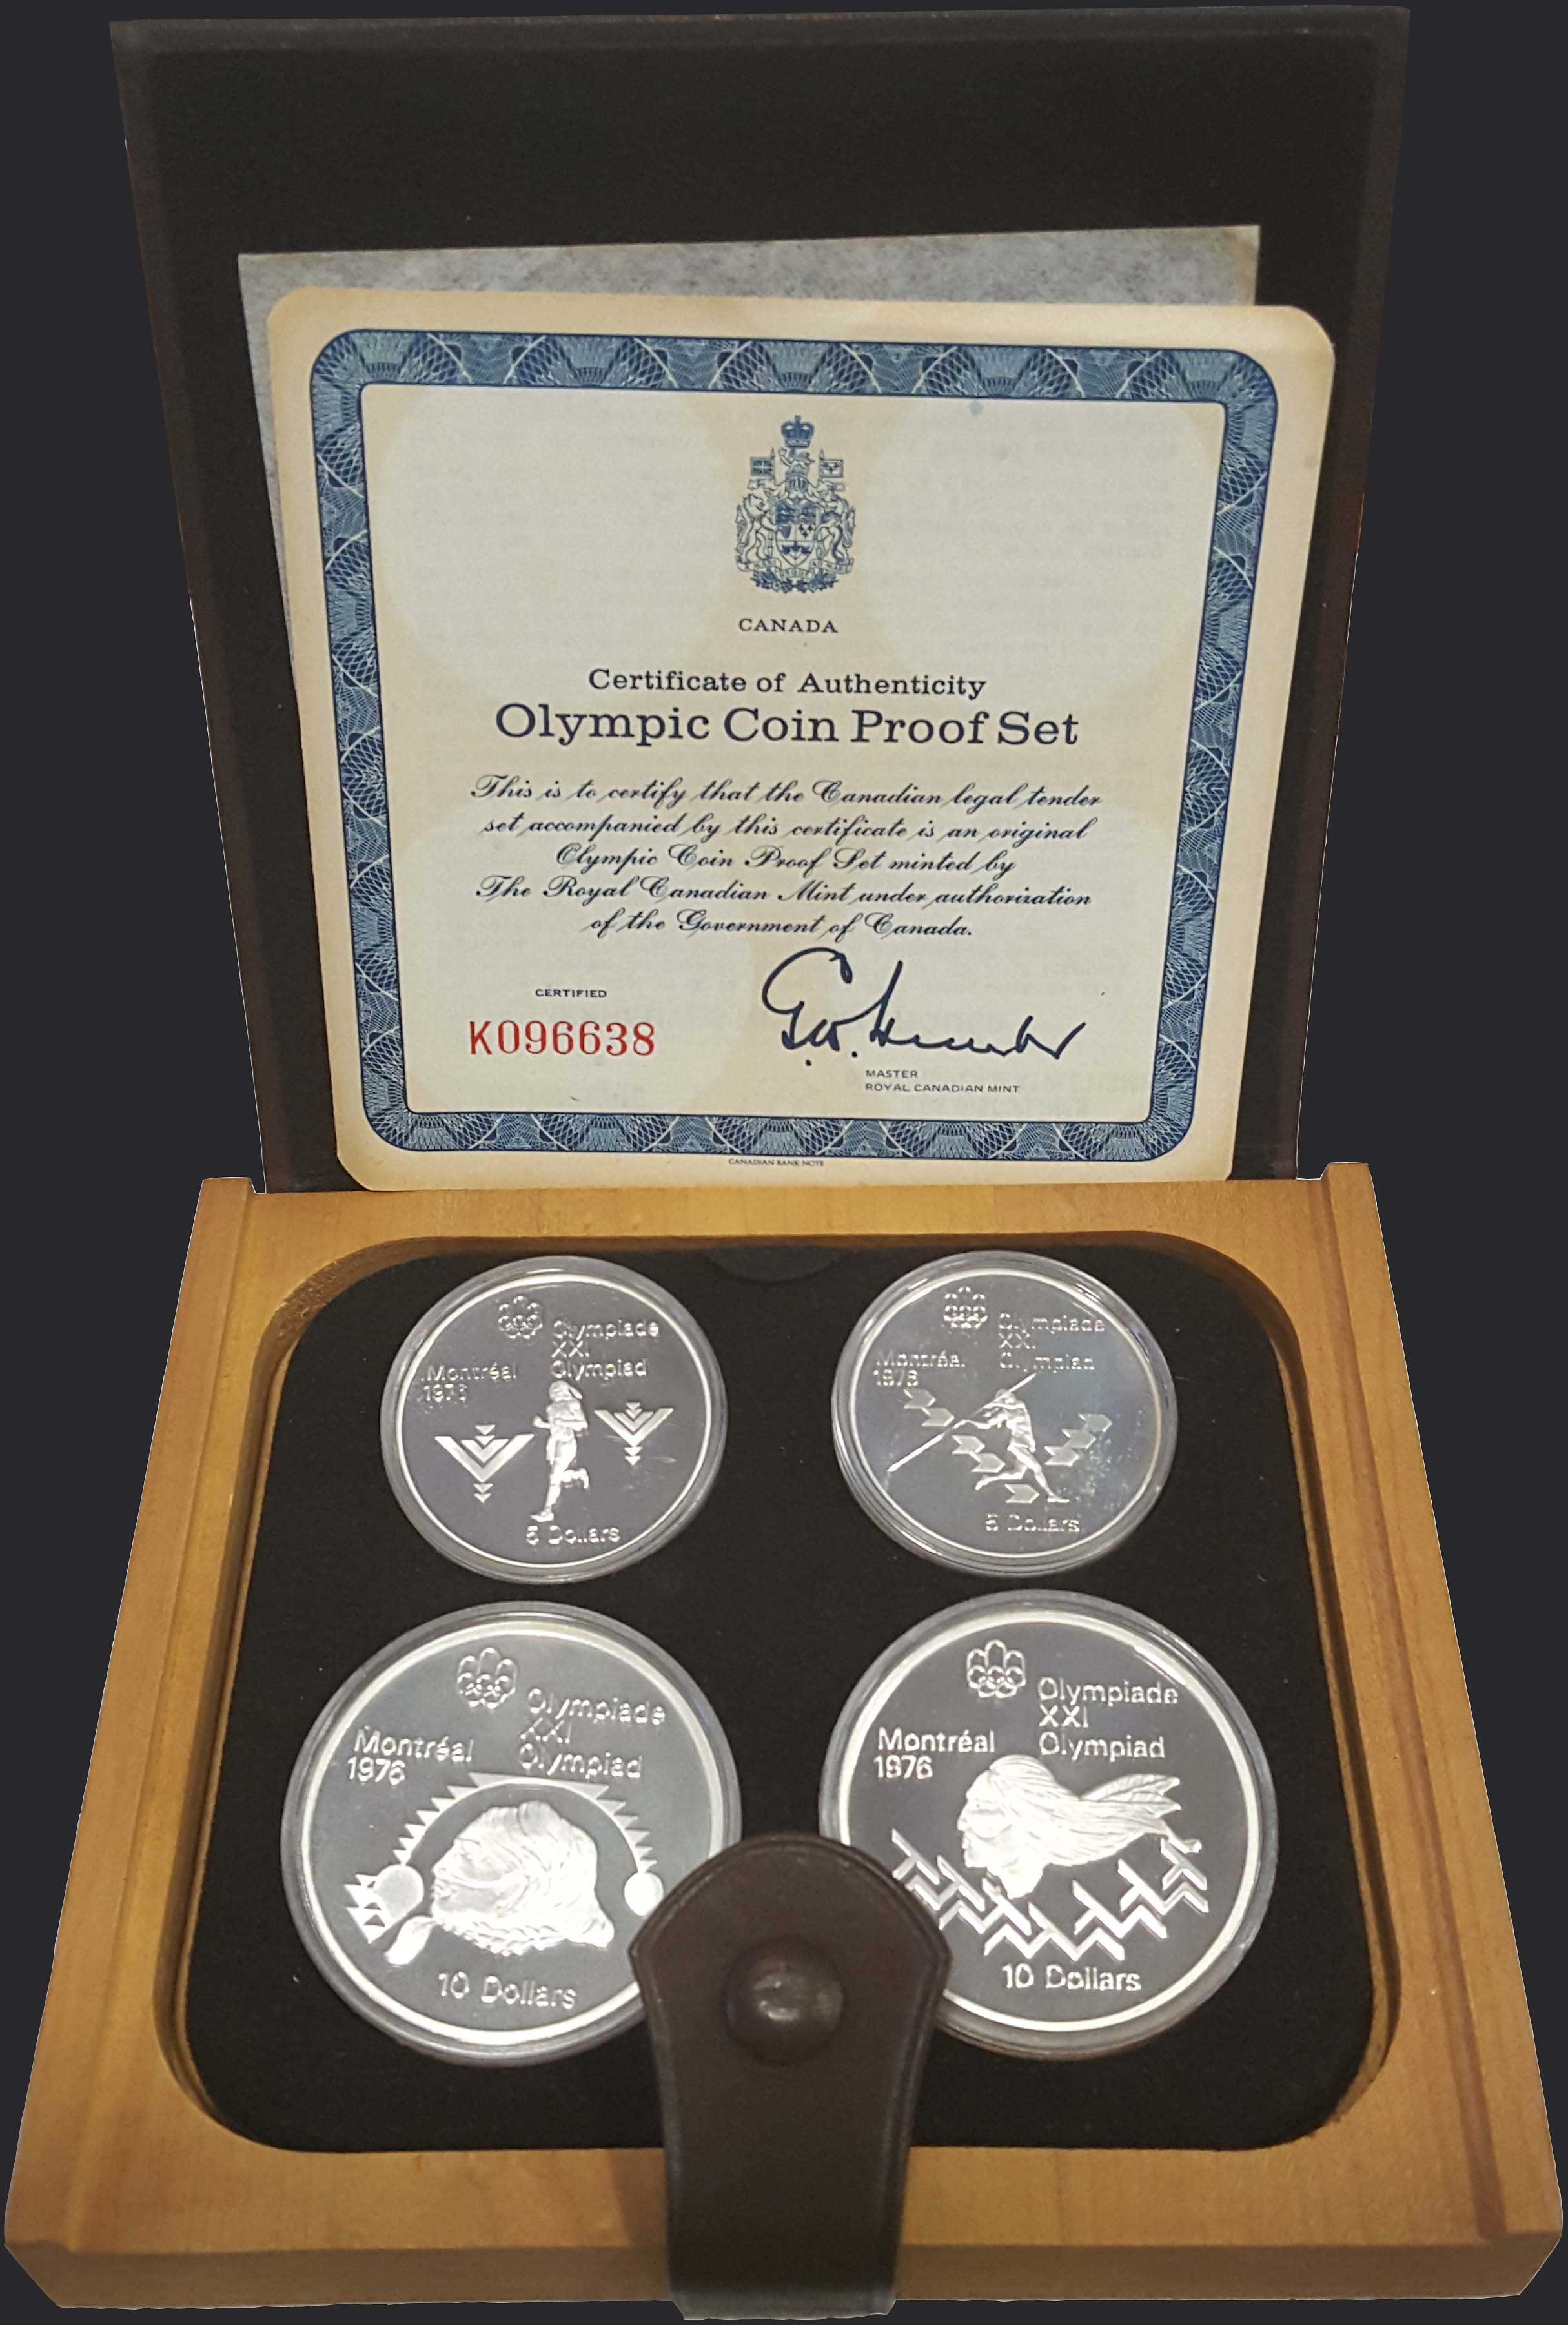 CANADA
Certificate of Authenticity
Olympic Coin Proof Set
This is to certify that the Canadian legal tender
set accompanied by this certificate is an original
Olympic Coin Proof Set minted by
The Royal Canadian Mint under authorization
of the Government of Canada.
CERTIFIED
K096638
MASTER
ROYAL CANADIAN MINT
CANADIAN BANK NOTE
Olympiade
XXI
Olympiad
Montréal
1976
5 Dollars
Olympiade
XXI
Olympiad
Montréal
1976
5 Dollars
Olympiade
XXI
Olympiad
Montréal
1976
10 Dollars
Olympiade
XXI
Olympiad
Montréal
1976
10 Dollars